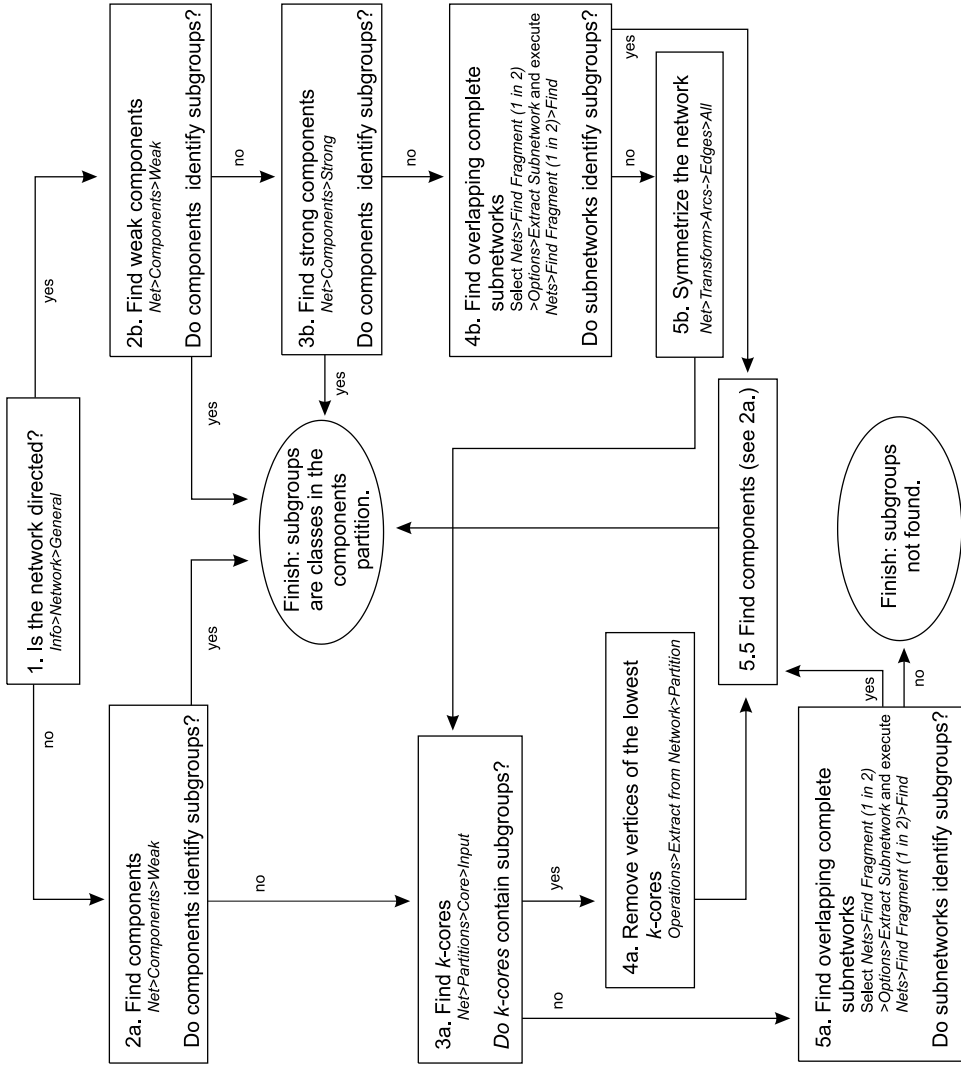 1. Is the network directed?
Info>Network>General
no
yes
2a. Find components
Net>Components>Weak
Do components identify subgroups?
yes
no
2b. Find weak components
Net>Components>Weak
Do components identify subgroups?
yes
no
Finish: subgroups
are classes in the
components
partition.
3b. Find strong components
Net>Components>Strong
Do components identify subgroups?
yes
no
3a. Find k-cores
Net>Partitions>Core>Input
Do k-cores contain subgroups?
yes
no
4b. Find overlapping complete
subnetworks
Select Nets>Find Fragment (1 in 2)
>Options>Extract Subnetwork and execute
Nets>Find Fragment (1 in 2)>Find
Do subnetworks identify subgroups?
no
yes
4a. Remove vertices of the lowest
k-cores
Operations>Extract from Network>Partition
5b. Symmetrize the network
Net>Transform>Arcs->Edges>All
5.5 Find components (see 2a.)
5a. Find overlapping complete
subnetworks
Select Nets>Find Fragment (1 in 2)
>Options>Extract Subnetwork and execute
Nets>Find Fragment (1 in 2)>Find
Do subnetworks identify subgroups?
yes
no
Finish: subgroups
not found.